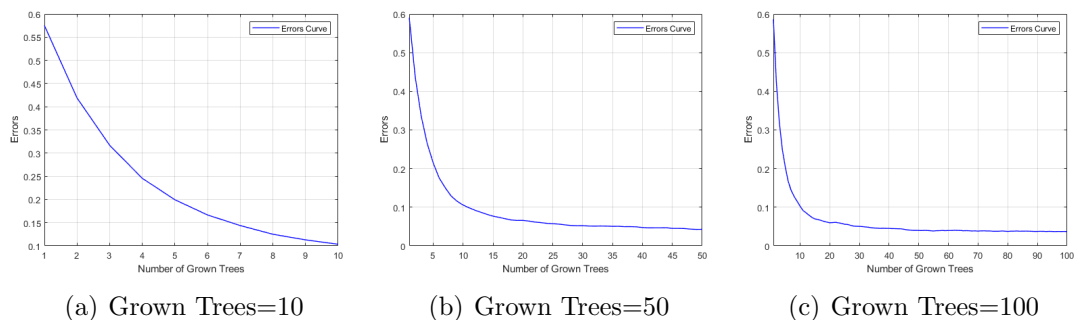 Errors Curve
0.6
0.55
0.5
0.45
0.4
0.35
0.3
0.25
0.2
0.15
0.1
Errors
1 2 3 4 5 6 7 8 9 10
Number of Grown Trees
(a) Grown Trees=10
Errors Curve
0.6
0.5
0.4
0.3
0.2
0.1
0
Errors
5 10 15 20 25 30 35 40 45 50
Number of Grown Trees
(b) Grown Trees=50
Errors Curve
0.6
0.5
0.4
0.3
0.2
0.1
0
Errors
10 20 30 40 50 60 70 80 90 100
Number of Grown Trees
(c) Grown Trees=100